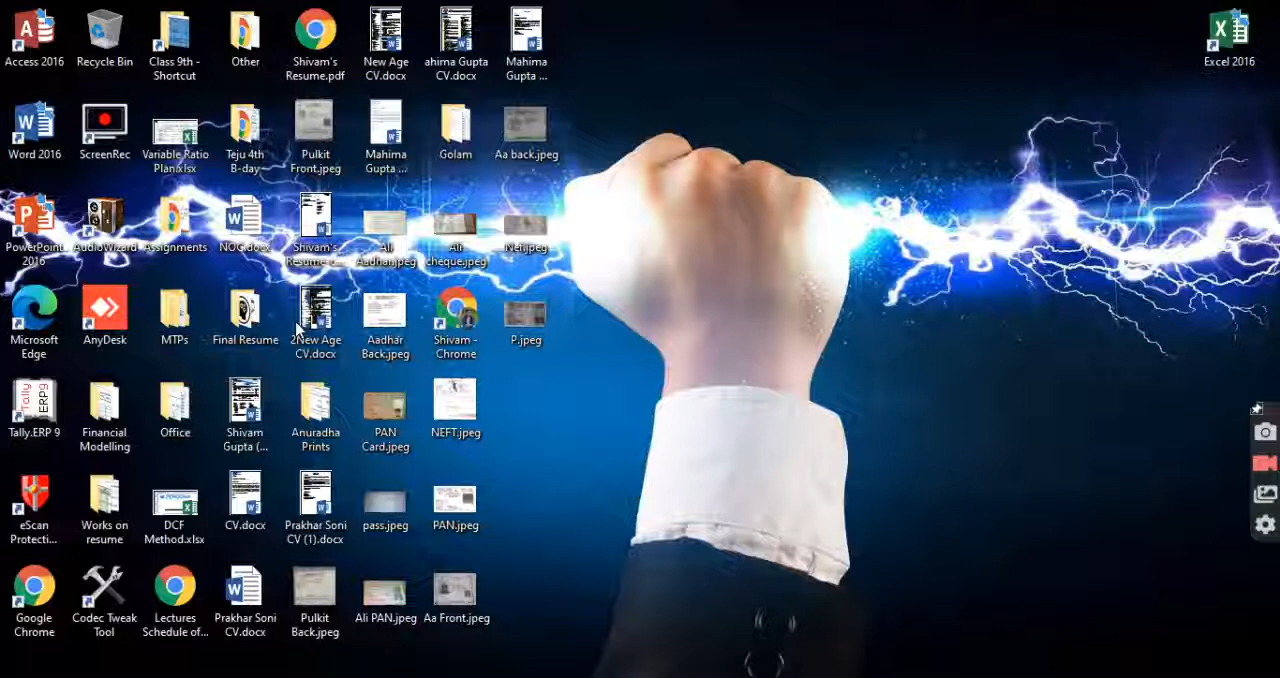 Access 2016
Recycle Bin
Class 9th -
Shortcut
Other
Shivam's
Resume.pdf
New Age
CV.docx
ahima Gupta
CV.docx
Mahima
Gupta ...
Excel 2016
Word 2016
ScreenRec
Variable Ratio
Plan.xlsx
Teju 4th
B-day
Pulkit
Front.jpeg
Mahima
Gupta ...
Golam
Aa back.jpeg
PowerPoint
2016
AudioWizard
Assignments
NOC.docx
Shivam's
Ali
Aadhar.jpeg
Ali
cheque.jpeg
Nef.jpeg
Microsoft
Edge
AnyDesk
MTPs
Final Resume
2New Age
CV.docx
Aadhar
Back.jpeg
Shivam -
Chrome
P.jpeg
Tally.ERP 9
Financial
Modelling
Office
Shivam
Gupta (...
Anuradha
Prints
PAN
Card.jpeg
NEFT.jpeg
eScan
Protecti...
Works on
resume
DCF
Method.xlsx
CV.docx
Prakhar Soni
CV (1).docx
pass.jpeg
PAN.jpeg
Google
Chrome
Codec Tweak
Tool
Lectures
Schedule of...
Prakhar Soni
CV.docx
Pulkit
Back.jpeg
Ali PAN.jpeg
Aa Front.jpeg